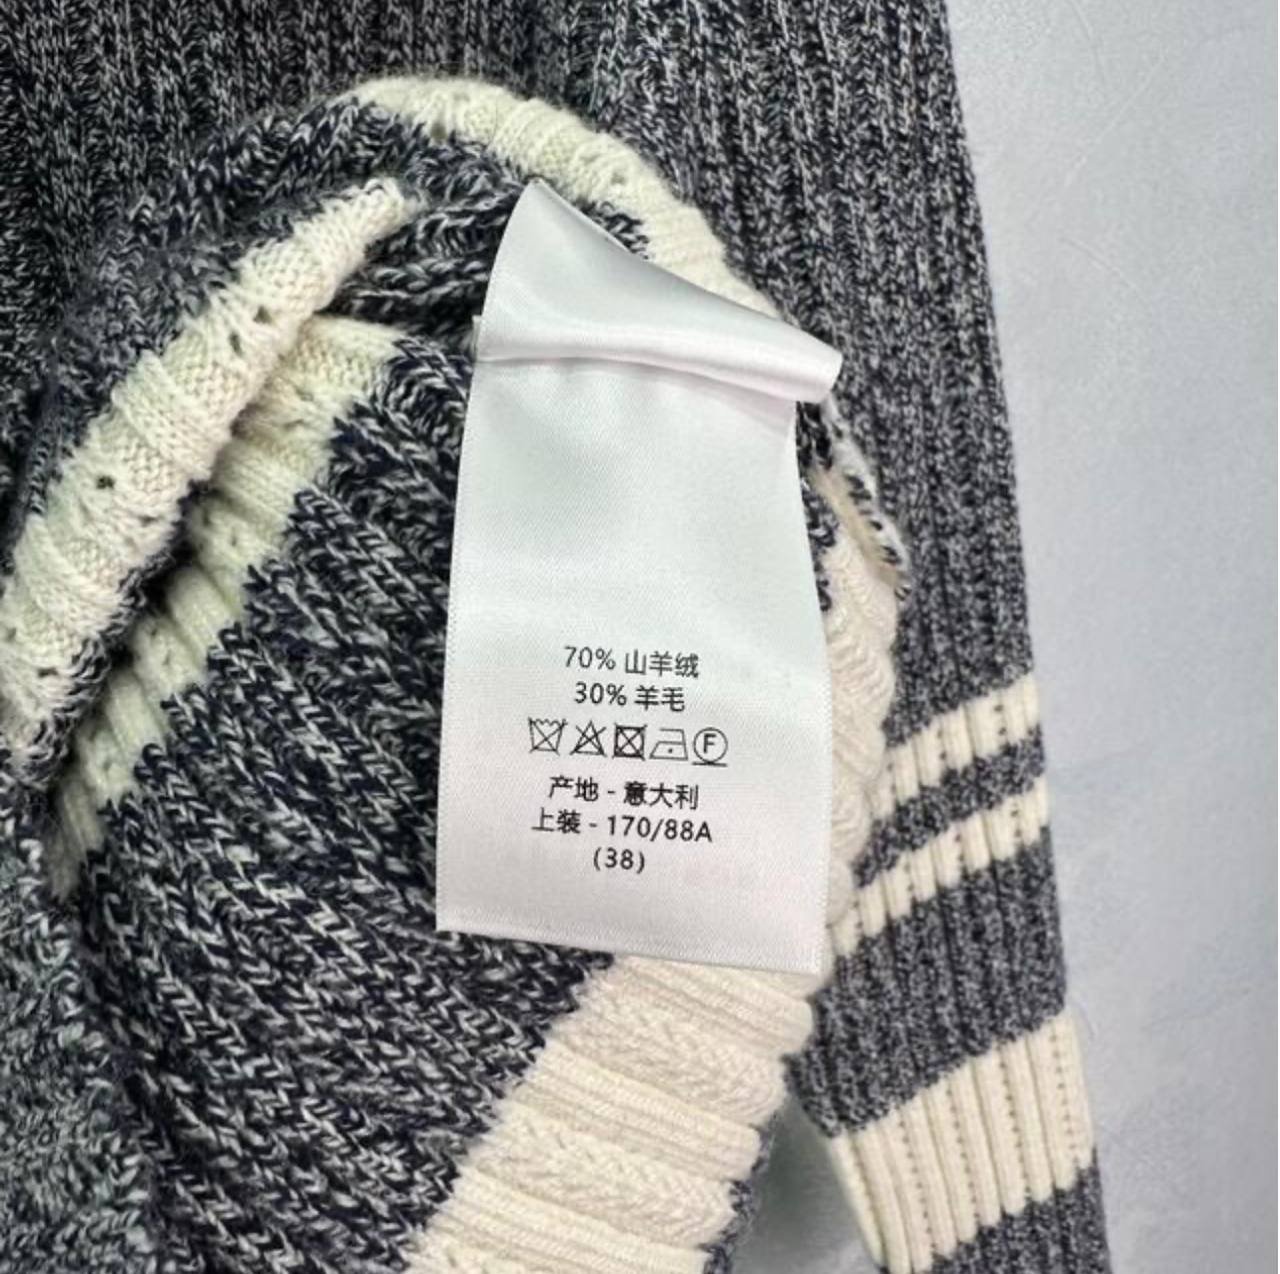 70% 山羊绒
30% 羊毛
F
产地 - 意大利
上装 - 170/88A
(38)